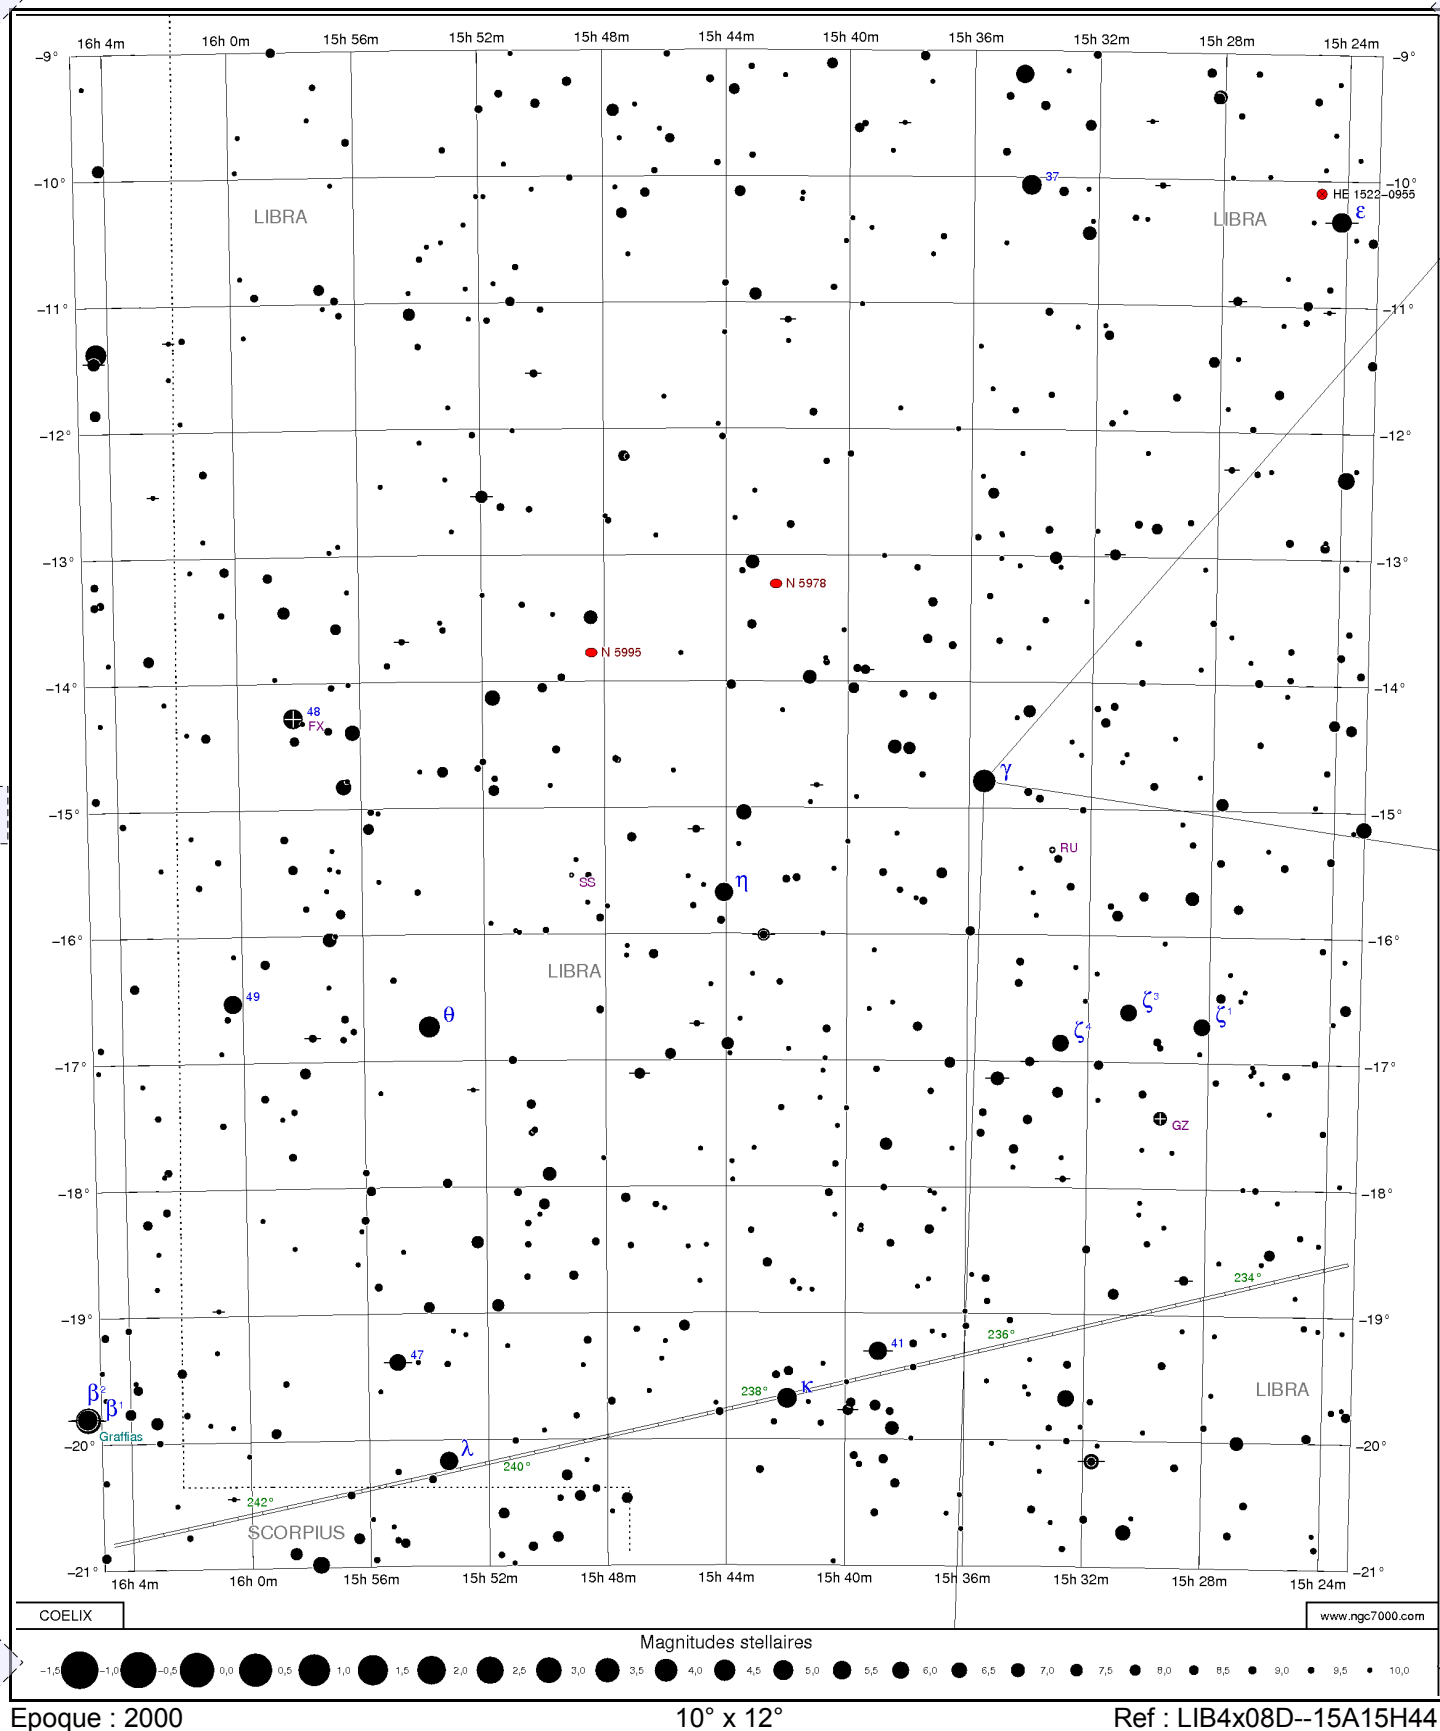 16h 4m 16h 0m 15h 56m 15h 52m 15h 48m 15h 44m 15h 40m 15h 36m 15h 32m 15h 28m 15h 24m
−9° −9°
37
−10° −10°
HE 1522−0955
LIBRA LIBRA ε
−11° −11°
−12° −12°
−13° −13°
N 5978
N 5995
−14° −14°
48
FX
γ
−15° −15°
RU
SS η
−16° −16°
LIBRA
49 θ ζ³ ζ¹
ζ⁴
−17° −17°
GZ
−18° −18°
234°
−19° −19°
236°
41
47
238° κ LIBRA
β² β¹
Graffias
−20° λ −20°
240°
242°
SCORPIUS
−21° −21°
16h 4m 16h 0m 15h 56m 15h 52m 15h 48m 15h 44m 15h 40m 15h 36m 15h 32m 15h 28m 15h 24m
COELIX www.ngc7000.com
Magnitudes stellaires
−1,5 −1,0 −0,5 0,0 0,5 1,0 1,5 2,0 2,5 3,0 3,5 4,0 4,5 5,0 5,5 6,0 6,5 7,0 7,5 8,0 8,5 9,0 9,5 10,0
Epoque : 2000 10° x 12° Ref : LIB4x08D--15A15H44